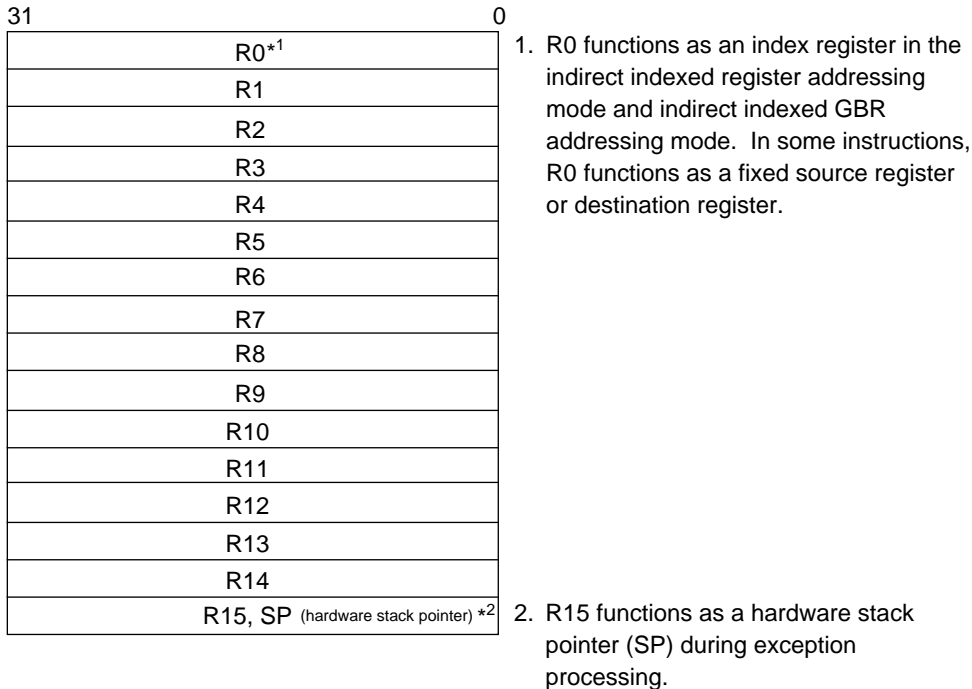 31 0
R0*1
R1
R2
R3
R4
R5
R6
R7
R8
R9
R10
R11
R12
R13
R14
R15, SP (hardware stack pointer) *2
1. R0 functions as an index register in the
indirect indexed register addressing
mode and indirect indexed GBR
addressing mode. In some instructions,
R0 functions as a fixed source register
or destination register.
2. R15 functions as a hardware stack
pointer (SP) during exception
processing.